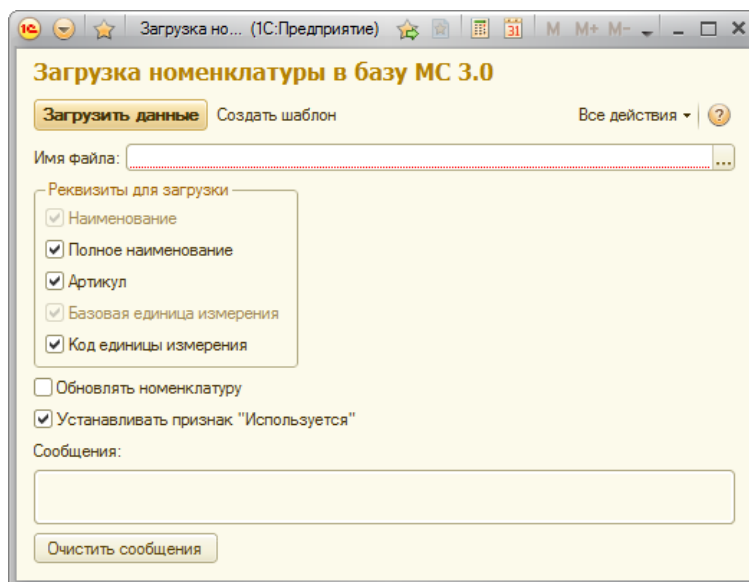 Загрузка но... (1С:Предприятие) 31 M M+ M-
Загрузка номенклатуры в базу МС 3.0
Загрузить данные Создать шаблон Все действия ?
Имя файла: ...
Реквизиты для загрузки
Наименование
Полное наименование
Артикул
Базовая единица измерения
Код единицы измерения
Обновлять номенклатуру
Устанавливать признак "Используется"
Сообщения:
Очистить сообщения